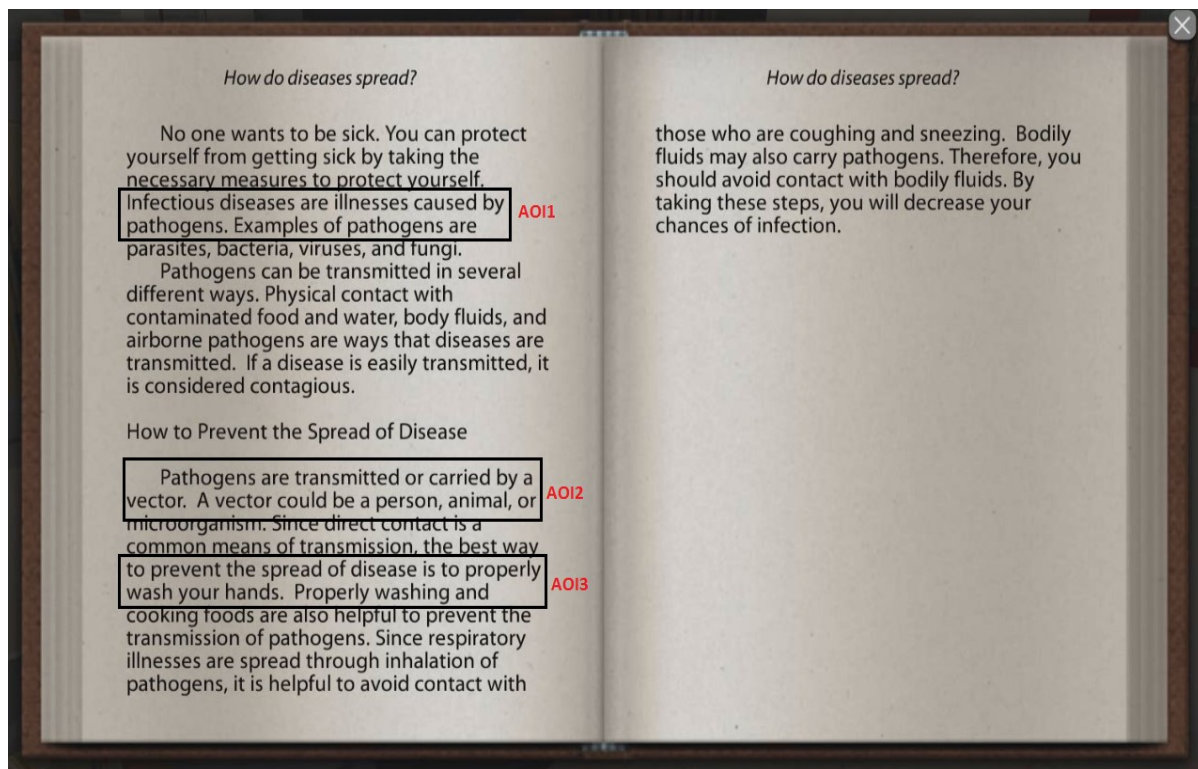 How do diseases spread?
No one wants to be sick. You can protect
yourself from getting sick by taking the
necessary measures to protect yourself.
Infectious diseases are illnesses caused by
AOI1
pathogens. Examples of pathogens are
parasites, bacteria, viruses, and fungi.
Pathogens can be transmitted in several
different ways. Physical contact with
contaminated food and water, body fluids, and
airborne pathogens are ways that diseases are
transmitted.  If a disease is easily transmitted, it
is considered contagious.
How to Prevent the Spread of Disease
Pathogens are transmitted or carried by a
vector.  A vector could be a person, animal, or
AOI2
microorganism. Since direct contact is a
common means of transmission, the best way
to prevent the spread of disease is to properly
wash your hands.  Properly washing and
AOI3
cooking foods are also helpful to prevent the
transmission of pathogens. Since respiratory
illnesses are spread through inhalation of
pathogens, it is helpful to avoid contact with
How do diseases spread?
those who are coughing and sneezing.  Bodily
fluids may also carry pathogens. Therefore, you
should avoid contact with bodily fluids. By
taking these steps, you will decrease your
chances of infection.